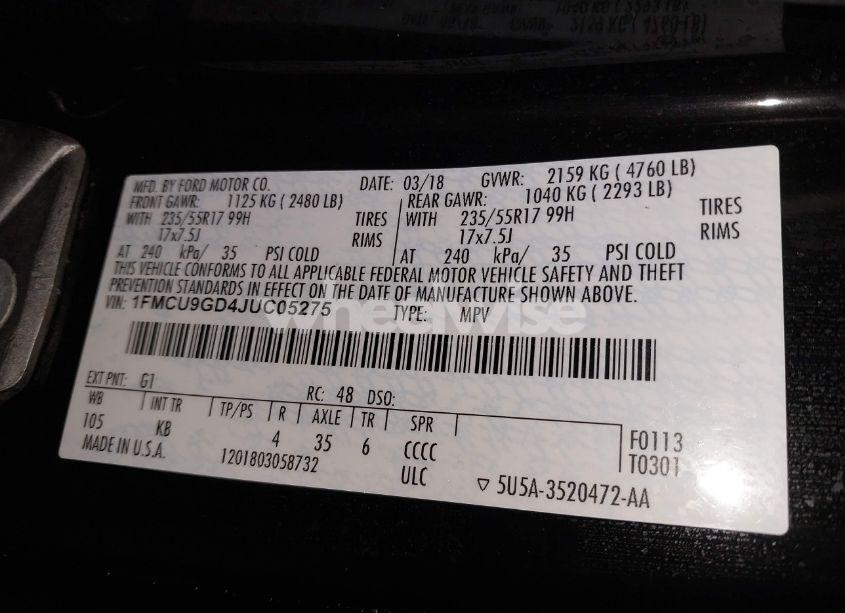 MFD. BY FORD MOTOR CO. DATE: 03/18 GVWR: 2159 KG ( 4760 LB)
FRONT GAWR: 1125 KG ( 2480 LB) REAR GAWR: 1040 KG ( 2293 LB)
WITH 235/55R17 99H TIRES WITH 235/55R17 99H TIRES
17x7.5J RIMS 17x7.5J RIMS
AT 240 kPa/ 35 PSI COLD AT 240 kPa/ 35 PSI COLD
THIS VEHICLE CONFORMS TO ALL APPLICABLE FEDERAL MOTOR VEHICLE SAFETY AND THEFT
PREVENTION STANDARDS IN EFFECT ON THE DATE OF MANUFACTURE SHOWN ABOVE.
VIN: 1FMCU9GD4JUC05275 TYPE: MPV
wheelwise
EXT PNT: G1 RC: 48 DSO:
WB INT TR TP/PS R AXLE TR SPR
105 KB 4 35 6 CCCC F0113
MADE IN U.S.A. 1201803058732 ULC T0301
5U5A-3520472-AA